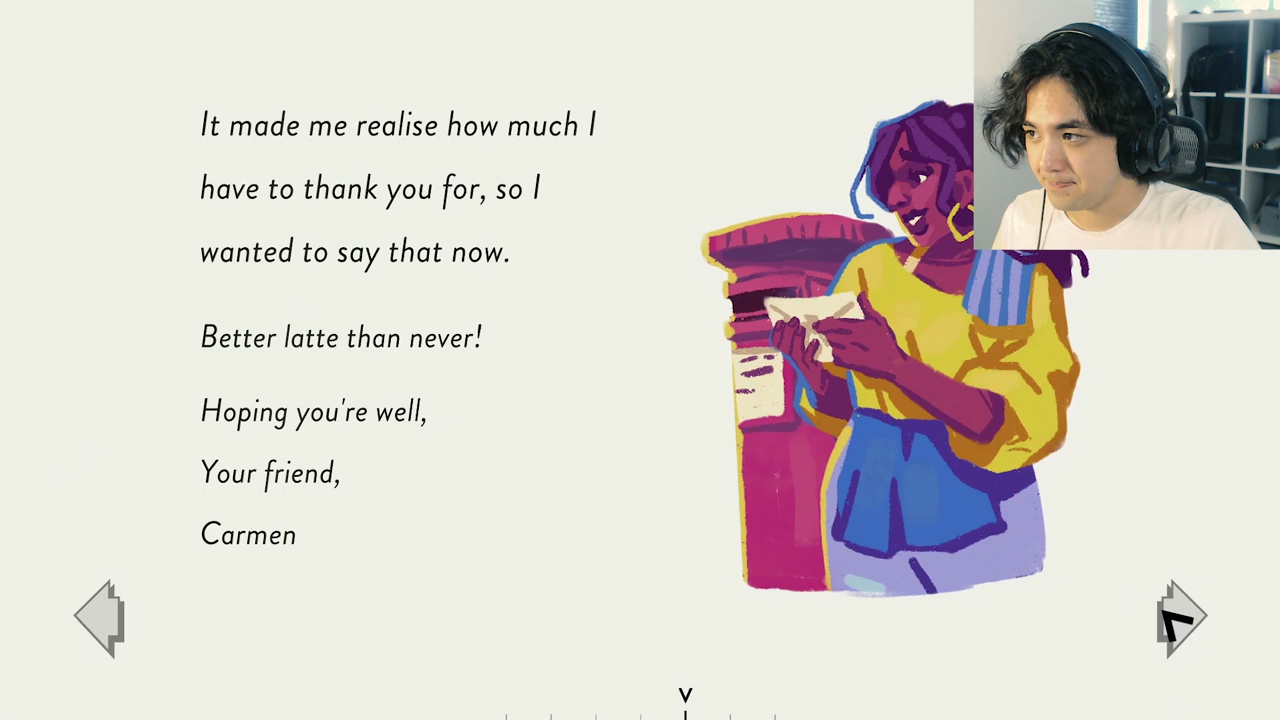 It made me realise how much I
have to thank you for, so I
wanted to say that now.
Better latte than never!
Hoping you're well,
Your friend,
Carmen